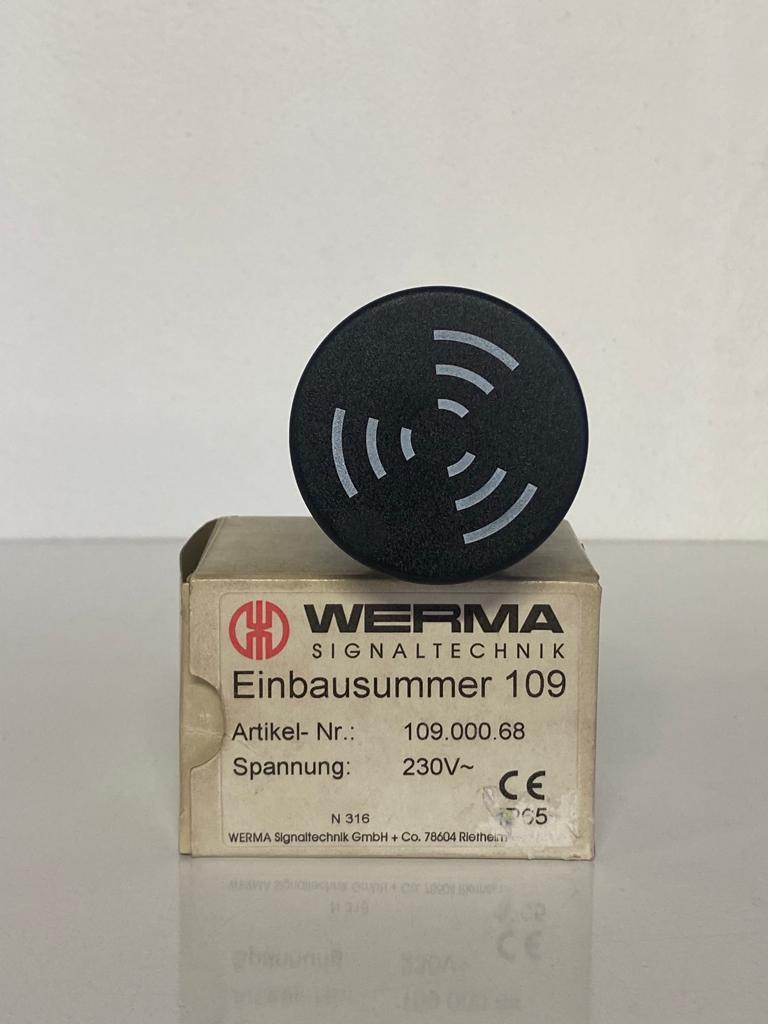 WERMA
SIGNALTECHNIK
Einbausummer 109
Artikel- Nr.: 109.000.68
Spannung: 230V~
CE
IP65
N 316
WERMA Signaltechnik GmbH + Co. 78604 Rietheim